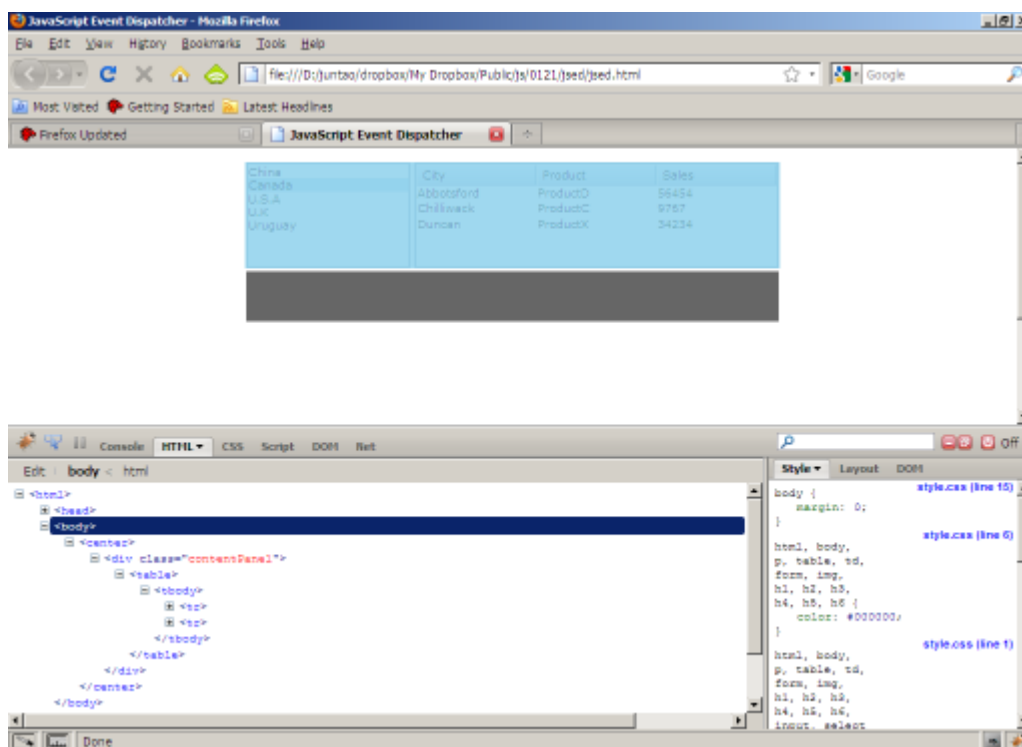 JavaScript Event Dispatcher - Mozilla Firefox
File Edit View History Bookmarks Tools Help
file:///D:/juntao/dropbox/My Dropbox/Public/js/0121/jsed/jsed.html Google
Most Visited Getting Started Latest Headlines
Firefox Updated JavaScript Event Dispatcher
China City Product Sales
Canada Abbotsford ProductD 56454
U.S.A Chilliwack ProductC 9767
U.K Duncan ProductX 34234
Uruguay
Console HTML CSS Script DOM Net Off
Edit body < html Style Layout DOM
<html>
<head>
<body>
<center>
<div class="contentPanel">
<table>
<tbody>
<tr>
<tr>
</tbody>
</table>
</div>
</center>
</body>
body { style.css (line 15)
margin: 0;
}
style.css (line 6)
html, body,
p, table, td,
form, img,
h1, h2, h3,
h4, h5, h6 {
color: #000000;
}
style.css (line 1)
html, body,
p, table, td,
form, img,
h1, h2, h3,
h4, h5, h6,
input, select
Done